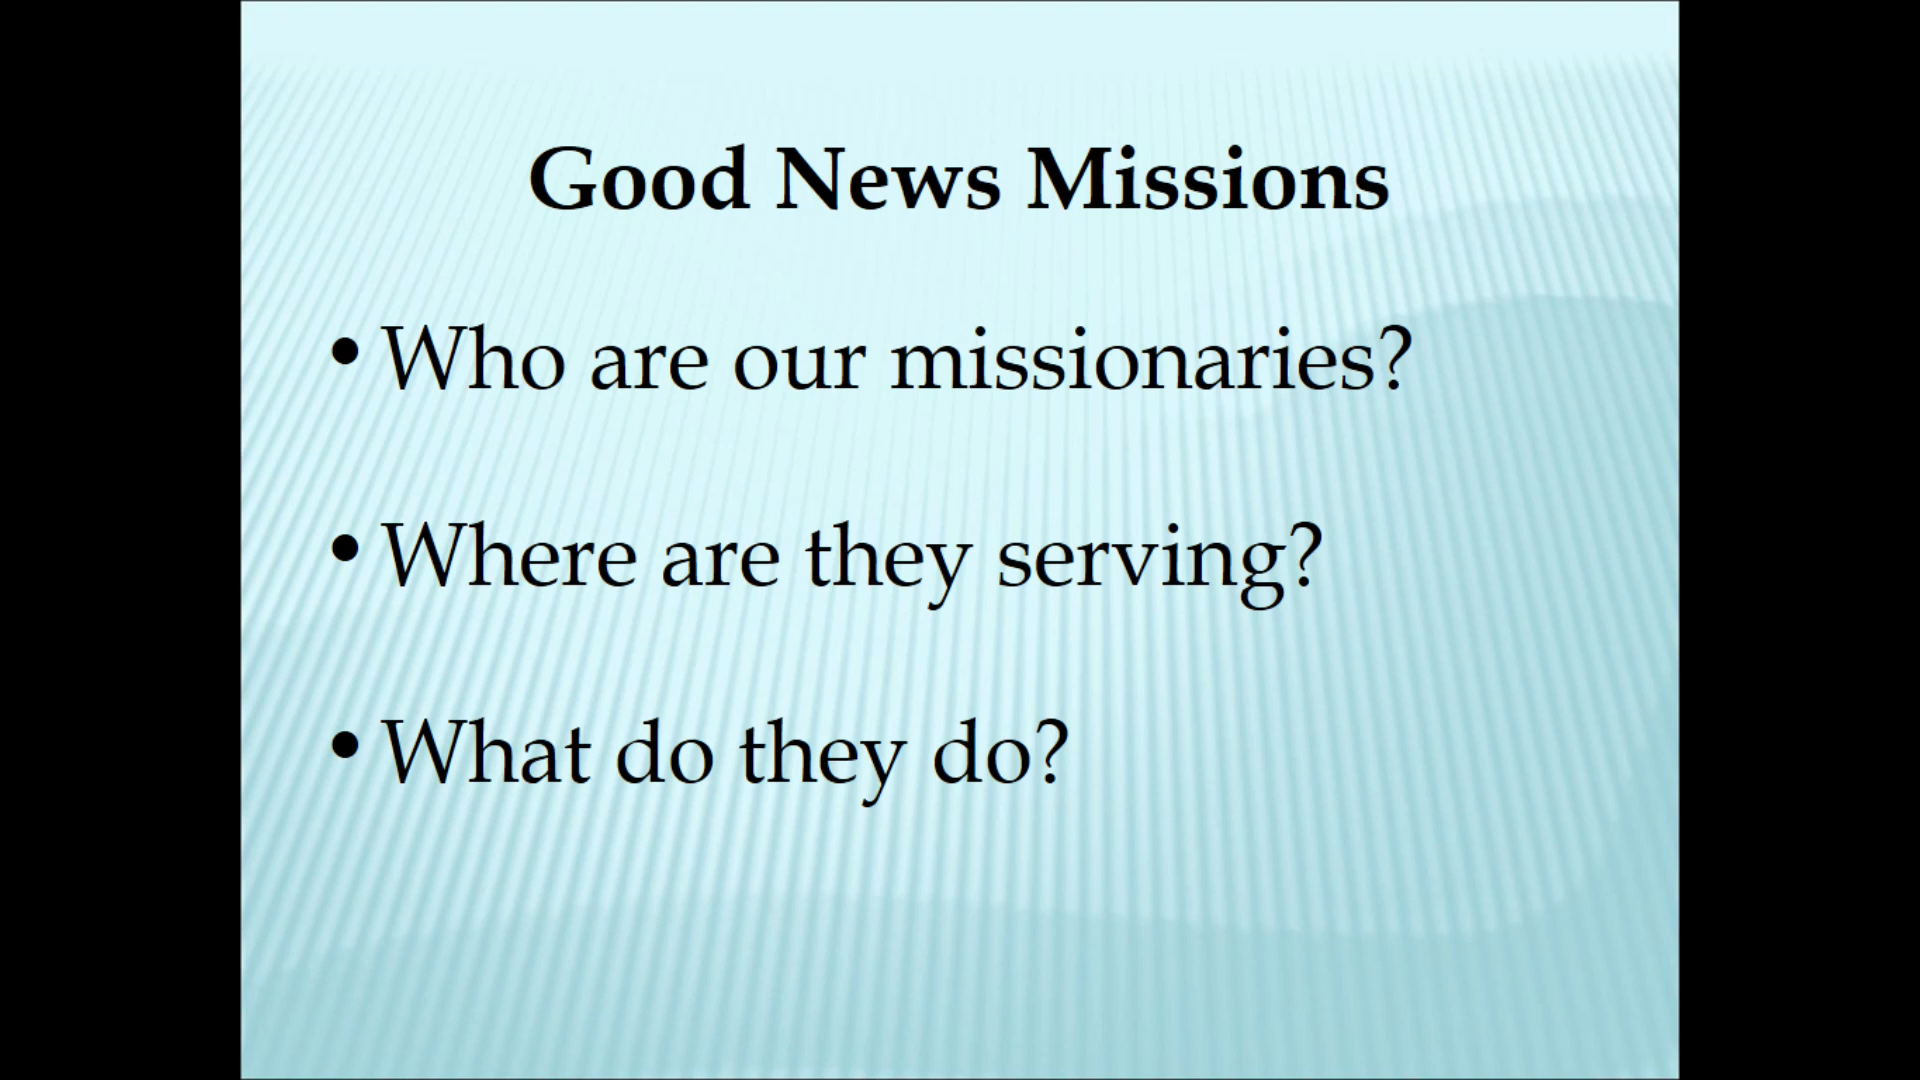 Good News Missions
• Who are our missionaries?
• Where are they serving?
• What do they do?